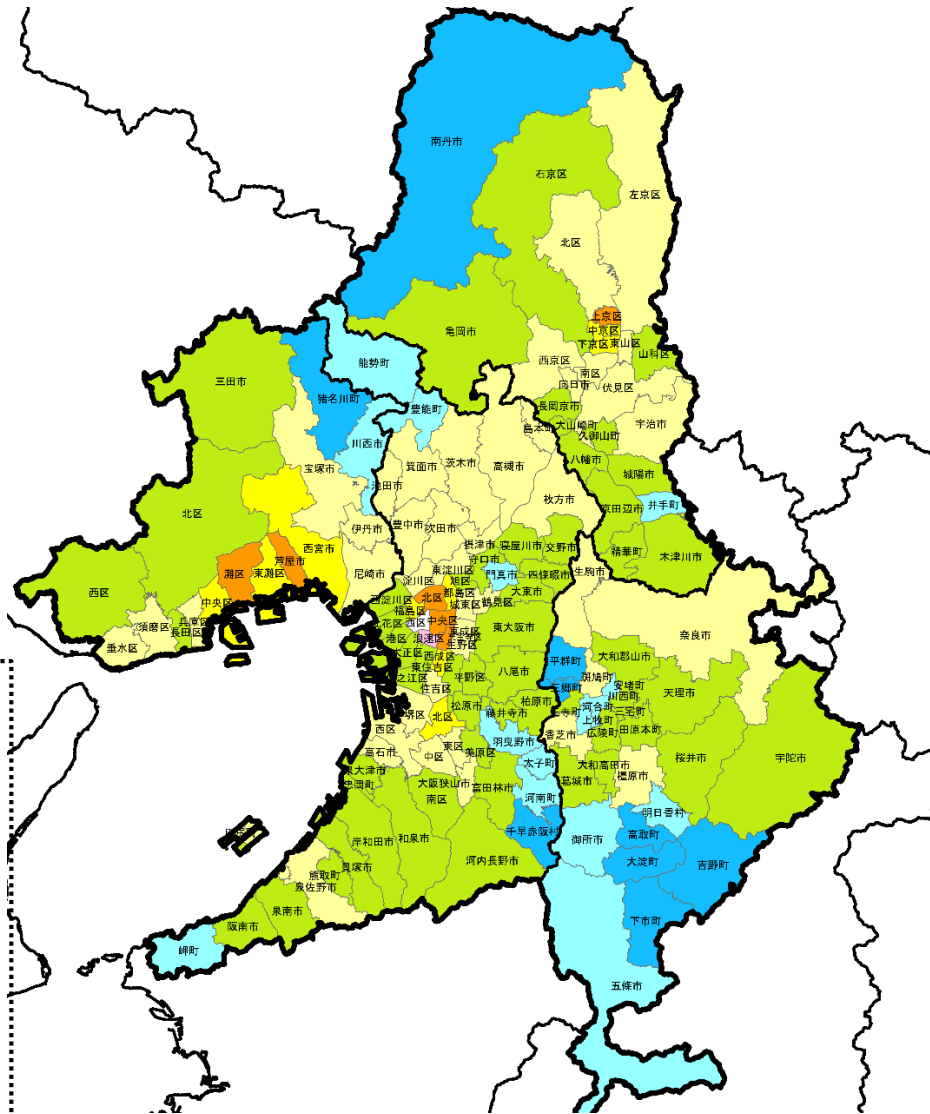 南丹市
右京区
左京区
北区
上京区
中京区
下京区
東山区
山科区
亀岡市
西京区
南区
向日市
伏見区
能勢町
三田市
猪名川町
豊能町
長岡京市
島本町
大山崎町
久御山町
宇治市
川西市
八幡市
城陽市
宝塚市
箕面市
茨木市
高槻市
池田市
枚方市
京田辺市
井手町
北区
伊丹市
豊中市
吹田市
摂津市
寝屋川市
交野市
精華町
木津川市
西宮市
芦屋市
灘区
東灘区
尼崎市
守口市
東淀川区
淀川区
旭区
門真市
四條畷市
生駒市
西区
中央区
兵庫区
長田区
須磨区
垂水区
西淀川区
北区
都島区
大東市
福島区
城東区
鶴見区
此花区
西区
中央区
東成区
東大阪市
奈良市
港区
浪速区
生野区
大正区
西成区
大和郡山市
平群町
東住吉区
八尾市
斑鳩町
安堵町
天理市
住之江区
住吉区
平野区
三郷町
川西町
松原市
柏原市
河合町
三宅町
堺区
北区
藤井寺市
王寺町
上牧町
西区
羽曳野市
香芝市
広陵町
田原本町
高石市
中区
東区
美原区
太子町
桜井市
宇陀市
泉大津市
大和高田市
忠岡町
大阪狭山市
南区
富田林市
河南町
葛城市
橿原市
明日香村
千早赤阪村
御所市
高取町
岸和田市
和泉市
河内長野市
大淀町
吉野町
熊取町
貝塚市
泉佐野市
下市町
泉南市
阪南市
岬町
五條市